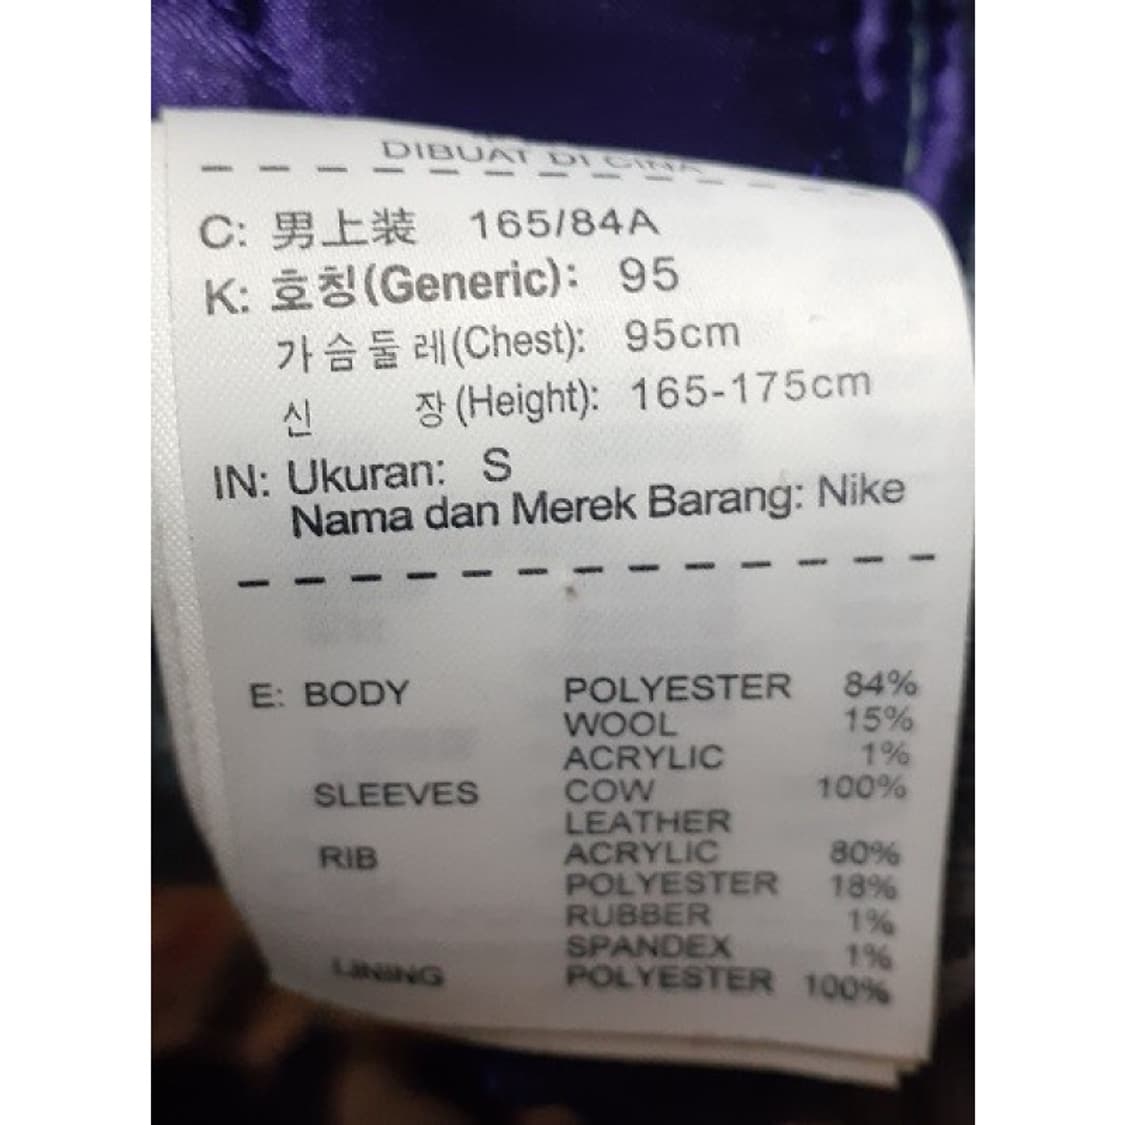 DIBUAT DI CINA
C: 男上装 165/84A
K: 호칭(Generic): 95
가슴둘레(Chest): 95cm
신 장(Height): 165-175cm
IN: Ukuran: S
Nama dan Merek Barang: Nike
E: BODY POLYESTER 84%
WOOL 15%
ACRYLIC 1%
SLEEVES COW 100%
LEATHER
RIB ACRYLIC 80%
POLYESTER 18%
RUBBER 1%
SPANDEX 1%
LINING POLYESTER 100%